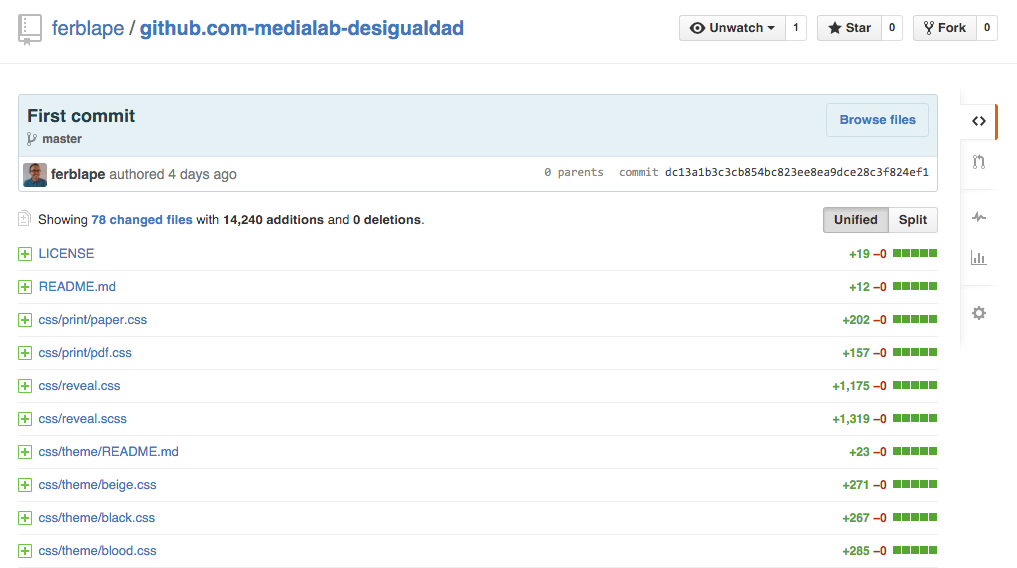 ferblape / github.com-medialab-desigualdad
Unwatch 1 Star 0 Fork 0
First commit
Browse files
master
ferblape authored 4 days ago 0 parents commit dc13a1b3c3cb854bc823ee8ea9dce28c3f824ef1
Showing 78 changed files with 14,240 additions and 0 deletions.
Unified Split
LICENSE +19 −0
README.md +12 −0
css/print/paper.css +202 −0
css/print/pdf.css +157 −0
css/reveal.css +1,175 −0
css/reveal.scss +1,319 −0
css/theme/README.md +23 −0
css/theme/beige.css +271 −0
css/theme/black.css +267 −0
css/theme/blood.css +285 −0